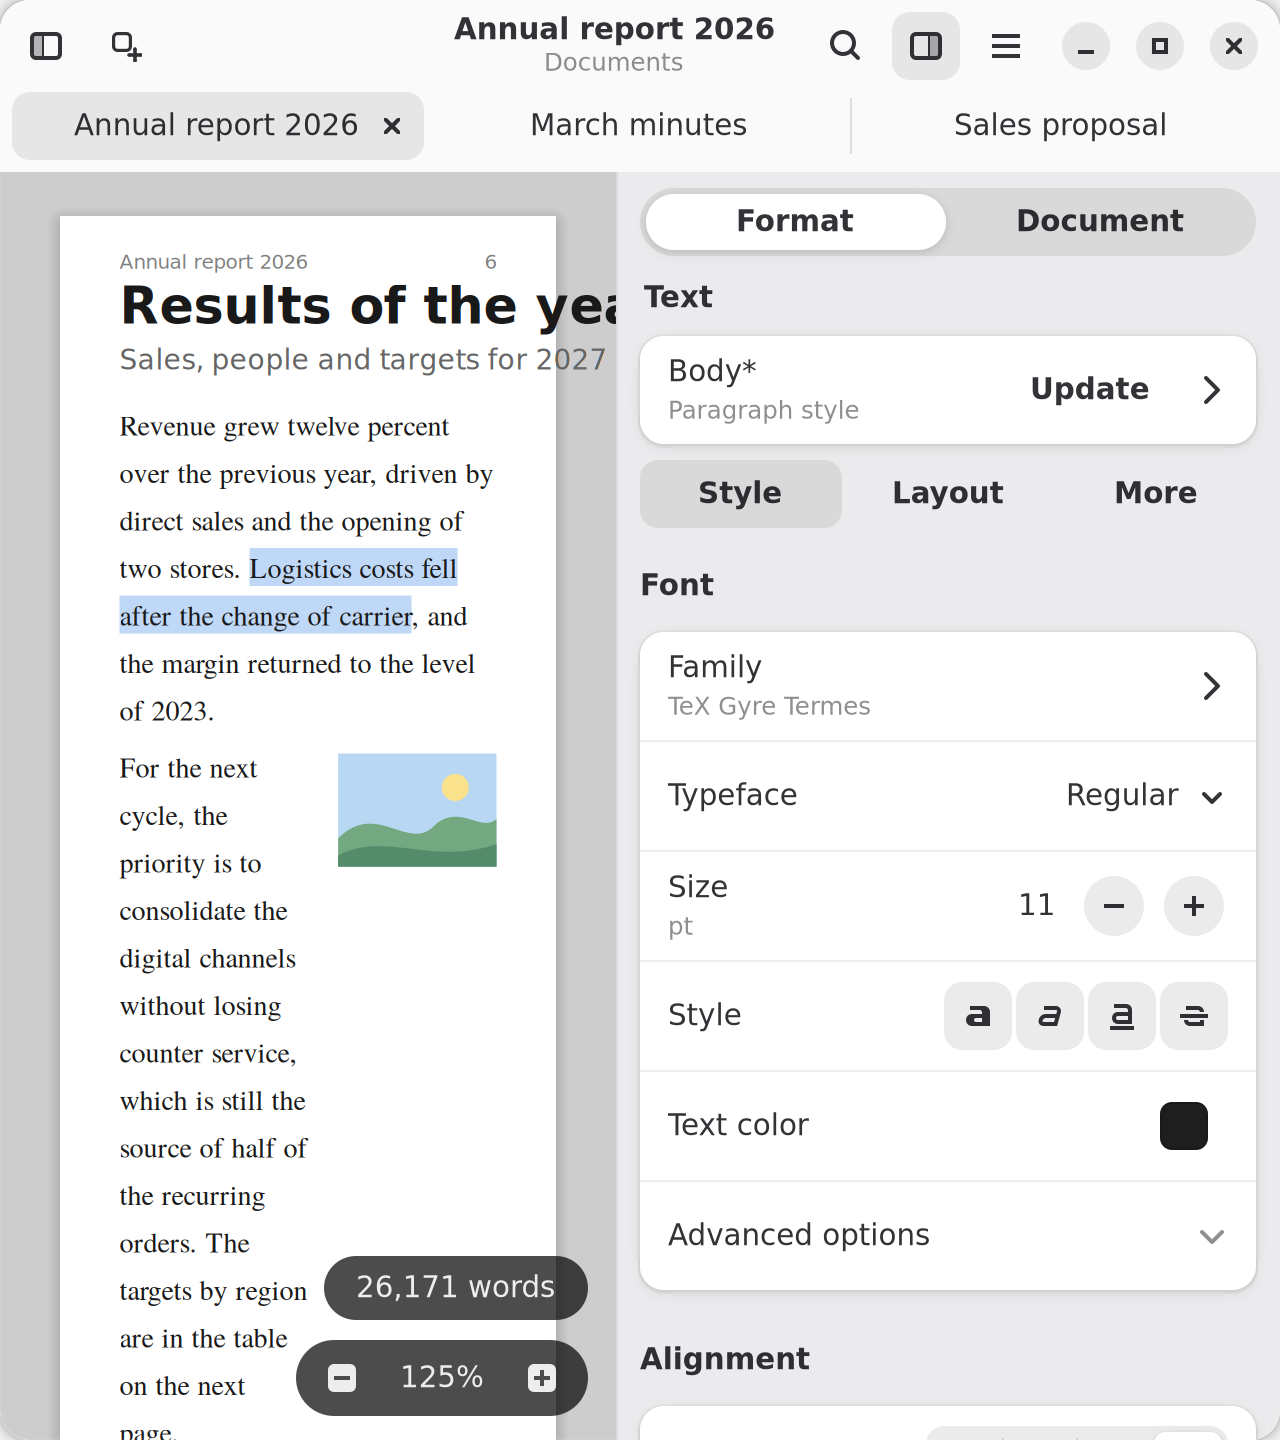 Annual report 2026
Documents
Annual report 2026
March minutes
Sales proposal
Annual report 2026 6
Results of the yea
Sales, people and targets for 2027
Revenue grew twelve percent
over the previous year, driven by
direct sales and the opening of
two stores. Logistics costs fell
after the change of carrier, and
the margin returned to the level
of 2023.
For the next
cycle, the
priority is to
consolidate the
digital channels
without losing
counter service,
which is still the
source of half of
the recurring
orders. The
targets by region
are in the table
on the next
page.
26,171 words
125%
Format
Document
Text
Body*
Paragraph style
Update
Style
Layout
More
Font
Family
TeX Gyre Termes
Typeface
Regular
Size
pt
11
Style
a a a S
Text color
Advanced options
Alignment